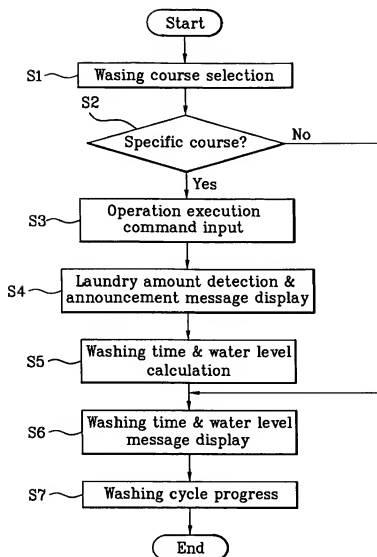 Start
S1
Wasing course selection
S2
Specific course?
No
Yes
S3
Operation execution
command input
S4
Laundry amount detection &
announcement message display
S5
Washing time & water level
calculation
S6
Washing time & water level
message display
S7
Washing cycle progress
End